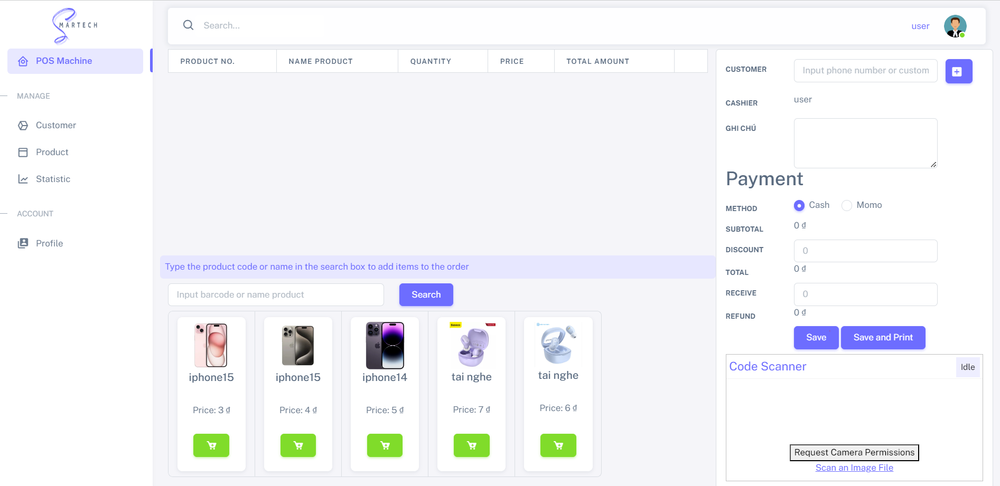 MARTECH
Search...
user
POS Machine
MANAGE
Customer
Product
Statistic
ACCOUNT
Profile
PRODUCT NO. NAME PRODUCT QUANTITY PRICE TOTAL AMOUNT
Type the product code or name in the search box to add items to the order
Input barcode or name product
Search
iphone15
Price: 3 ₫
iphone15
Price: 4 ₫
iphone14
Price: 5 ₫
Baseus
tai nghe
Price: 7 ₫
tai nghe
Price: 6 ₫
CUSTOMER Input phone number or custom
CASHIER user
GHI CHÚ
Payment
METHOD Cash Momo
SUBTOTAL 0 ₫
DISCOUNT 0
TOTAL 0 ₫
RECEIVE 0
REFUND 0 ₫
Save Save and Print
Code Scanner Idle
Request Camera Permissions
Scan an Image File